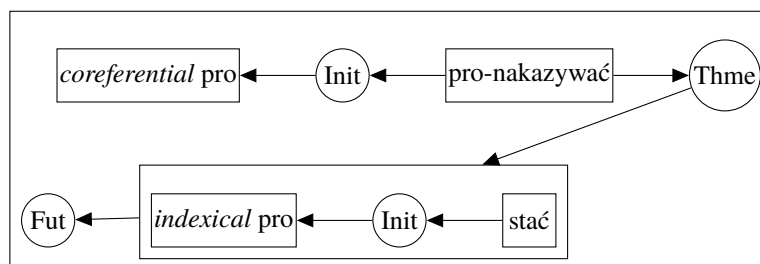 coreferential pro Init pro-nakazywać Thme
Fut indexical pro Init stać